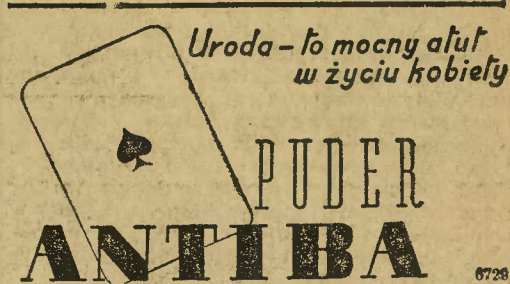 Uroda – to mocny atut
w życiu kobiety
PUDER
ANTIBA
6729